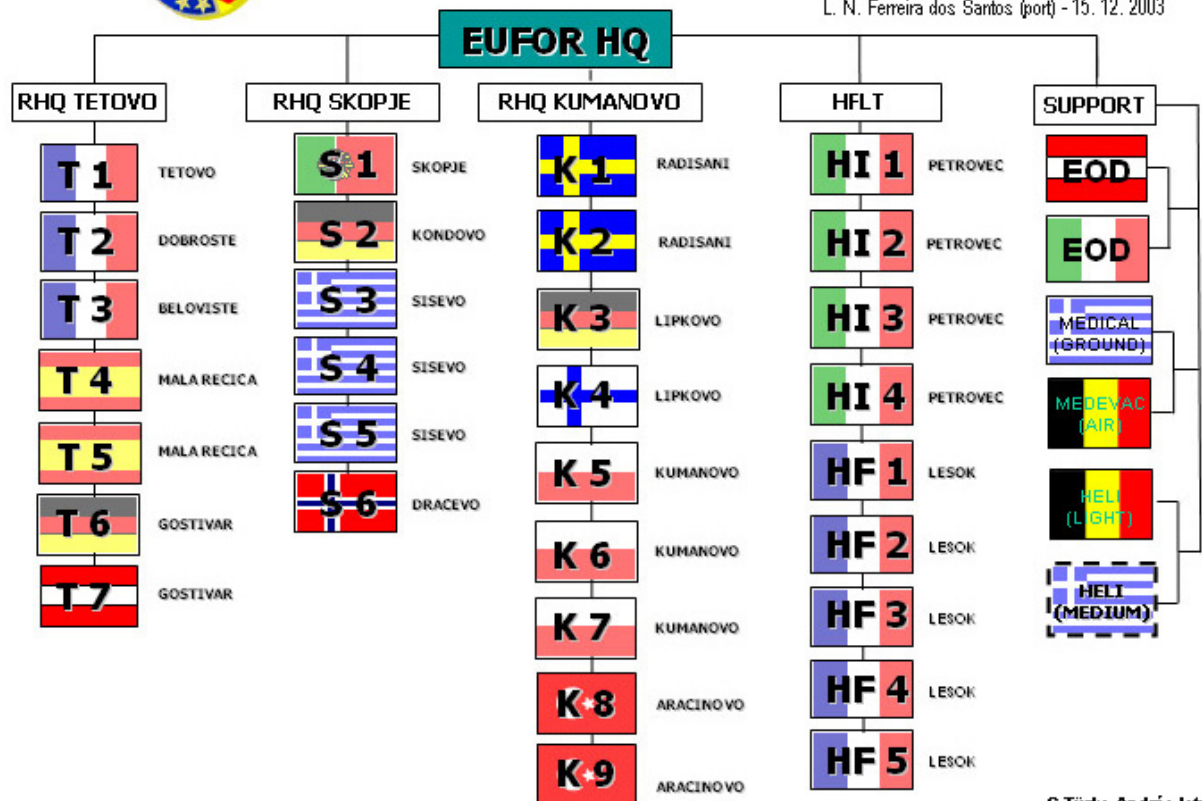 L. N. Ferreira dos Santos (port) - 15. 12. 2003
EUFOR HQ
RHQ TETOVO
T 1 TETOVO
T 2 DOBROSTE
T 3 BELOVISTE
T 4 MALA RECICA
T 5 MALA RECICA
T 6 GOSTIVAR
T 7 GOSTIVAR
RHQ SKOPJE
S 1 SKOPJE
S 2 KONDOVO
S 3 SISEVO
S 4 SISEVO
S 5 SISEVO
S 6 DRACEVO
RHQ KUMANOVO
K 1 RADISANI
K 2 RADISANI
K 3 LIPKOVO
K 4 LIPKOVO
K 5 KUMANOVO
K 6 KUMANOVO
K 7 KUMANOVO
K 8 ARACINOVO
K 9 ARACINOVO
HFLT
HI 1 PETROVEC
HI 2 PETROVEC
HI 3 PETROVEC
HI 4 PETROVEC
HF 1 LESOK
HF 2 LESOK
HF 3 LESOK
HF 4 LESOK
HF 5 LESOK
SUPPORT
EOD
EOD
MEDICAL
(GROUND)
MEDEVAC
(AIR)
HELI
(LIGHT)
HELI
(MEDIUM)